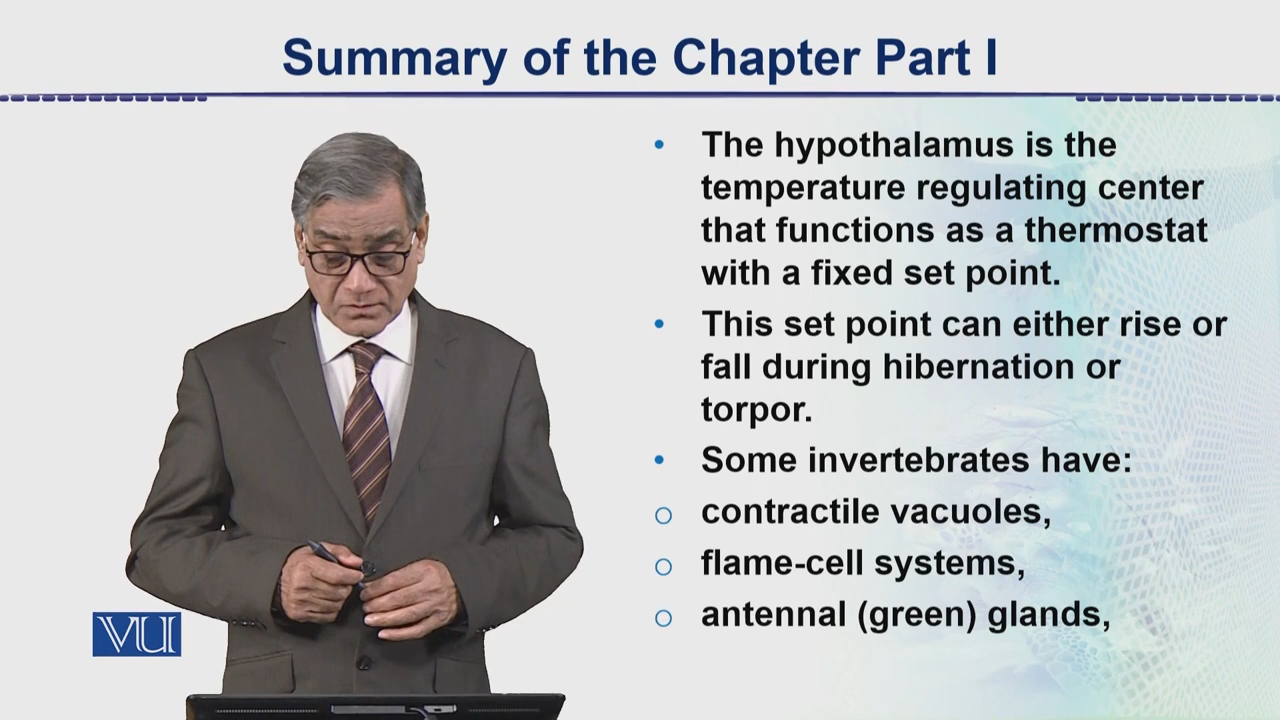 Summary of the Chapter Part I
• The hypothalamus is the
temperature regulating center
that functions as a thermostat
with a fixed set point.
• This set point can either rise or
fall during hibernation or
torpor.
• Some invertebrates have:
o contractile vacuoles,
o flame-cell systems,
o antennal (green) glands,
VU